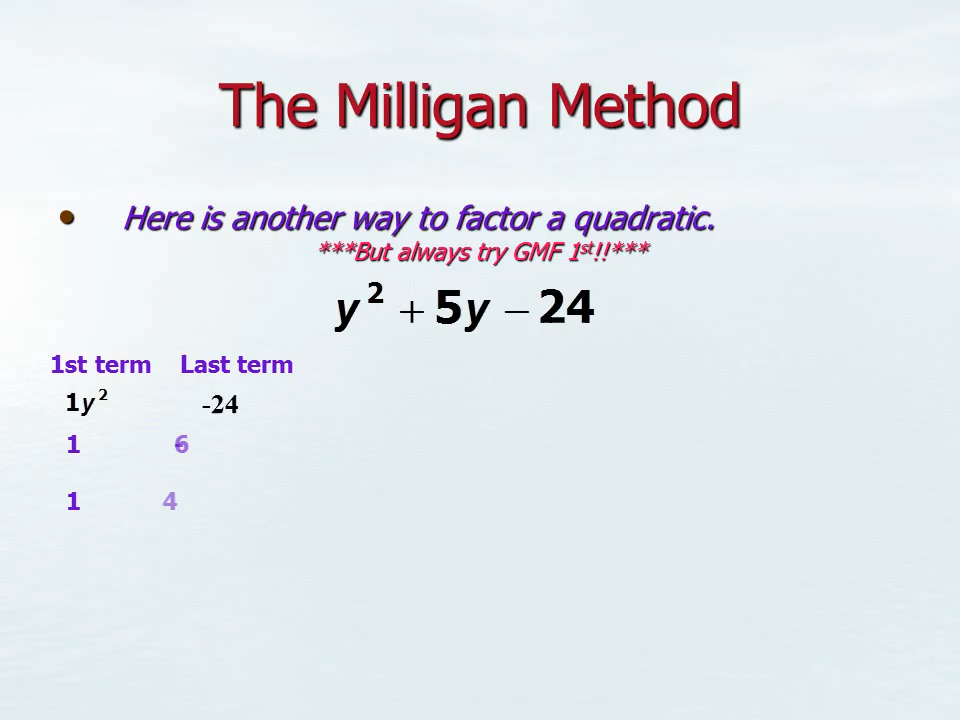 The Milligan Method
• Here is another way to factor a quadratic.
***But always try GMF 1st!!***
y² + 5y − 24
1st term Last term
1y² -24
1 6
1 4